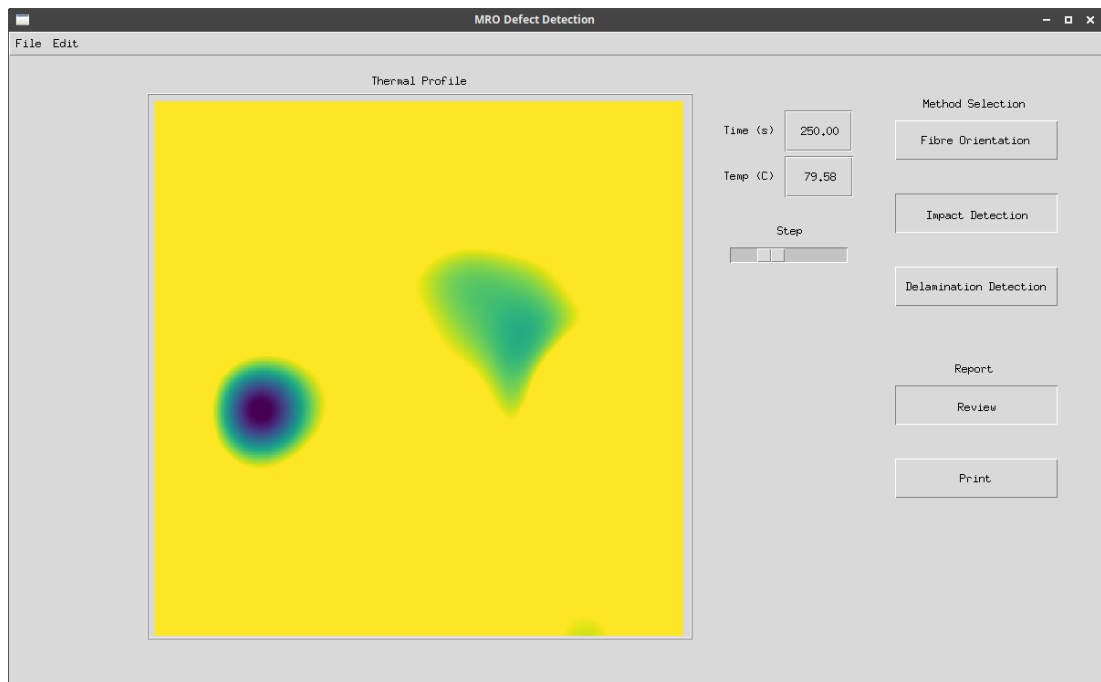 MRO Defect Detection
File Edit
Thermal Profile
Time (s) 250.00
Temp (C) 79.58
Step
Method Selection
Fibre Orientation
Impact Detection
Delamination Detection
Report
Review
Print